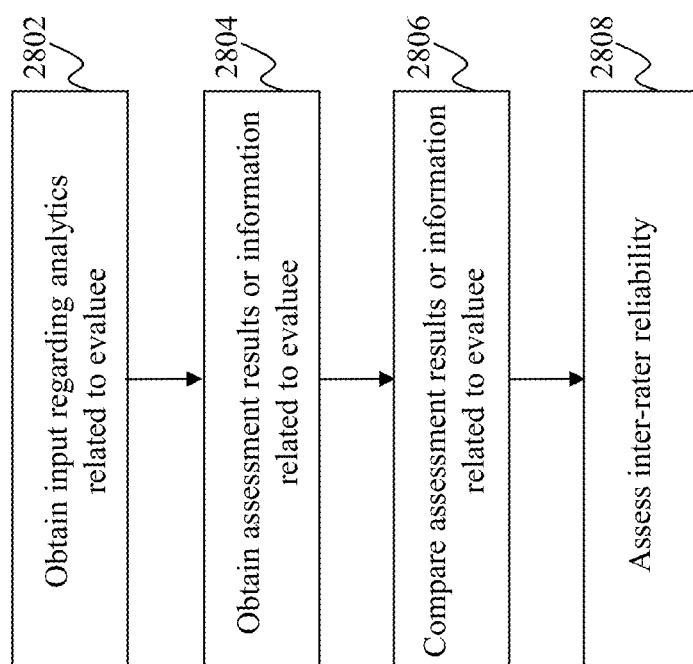 2802
Obtain input regarding analytics
related to evaluee
2804
Obtain assessment results or information
related to evaluee
2806
Compare assessment results or information
related to evaluee
2808
Assess inter-rater reliability